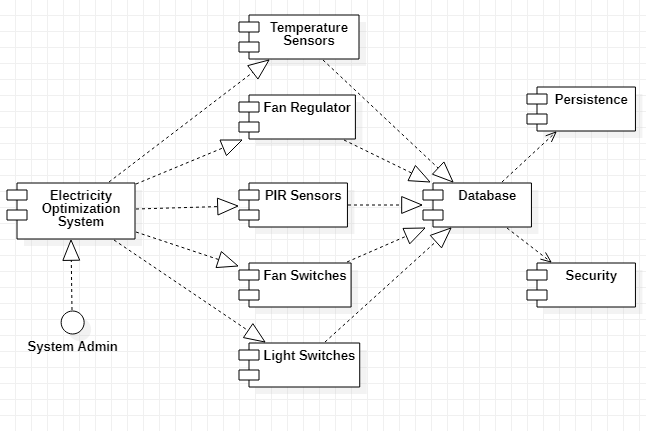 Temperature
Sensors
Fan Regulator
Persistence
Electricity
Optimization
System
PIR Sensors
Database
Fan Switches
Security
System Admin
Light Switches